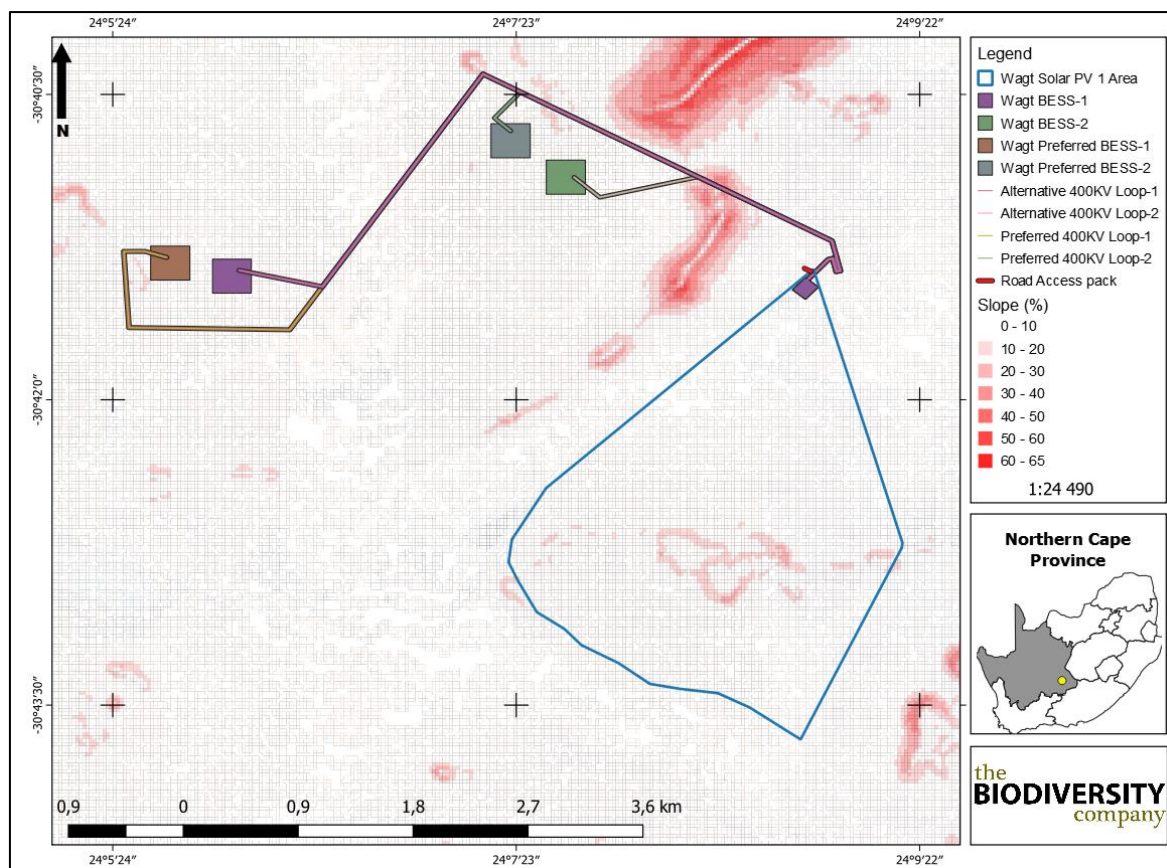 24°5′24″ 24°7′23″ 24°9′22″
-30°40′30″
N
-30°42′0″
-30°43′30″
0,9 0 0,9 1,8 2,7 3,6 km
24°5′24″ 24°7′23″ 24°9′22″
Legend
Wagt Solar PV 1 Area
Wagt BESS-1
Wagt BESS-2
Wagt Preferred BESS-1
Wagt Preferred BESS-2
Alternative 400KV Loop-1
Alternative 400KV Loop-2
Preferred 400KV Loop-1
Preferred 400KV Loop-2
Road Access pack
Slope (%)
0 - 10
10 - 20
20 - 30
30 - 40
40 - 50
50 - 60
60 - 65
1:24 490
Northern Cape
Province
the
BIODIVERSITY
company